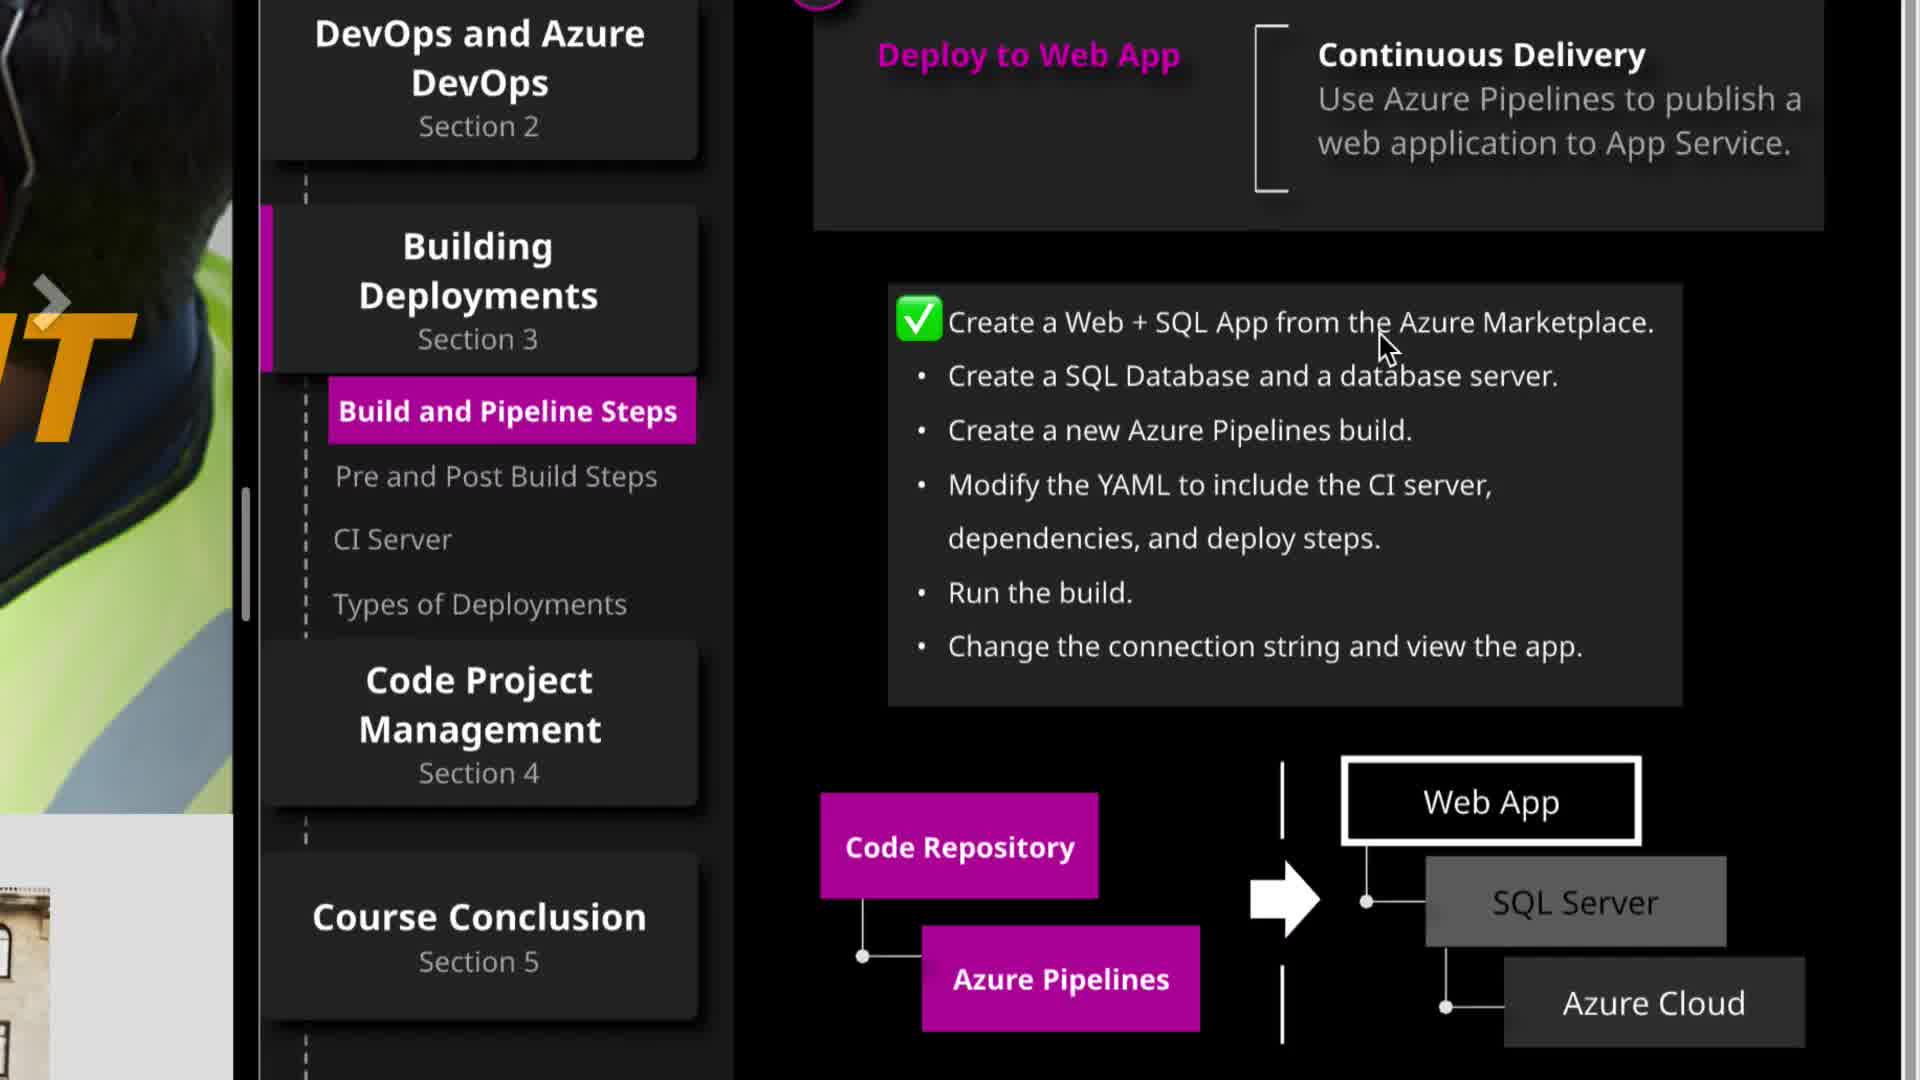 DevOps and Azure
DevOps
Section 2
Building
Deployments
Section 3
Build and Pipeline Steps
Pre and Post Build Steps
CI Server
Types of Deployments
Code Project
Management
Section 4
Course Conclusion
Section 5
Deploy to Web App
Continuous Delivery
Use Azure Pipelines to publish a
web application to App Service.
✅ Create a Web + SQL App from the Azure Marketplace.
• Create a SQL Database and a database server.
• Create a new Azure Pipelines build.
• Modify the YAML to include the CI server,
dependencies, and deploy steps.
• Run the build.
• Change the connection string and view the app.
Code Repository
Azure Pipelines
Web App
SQL Server
Azure Cloud